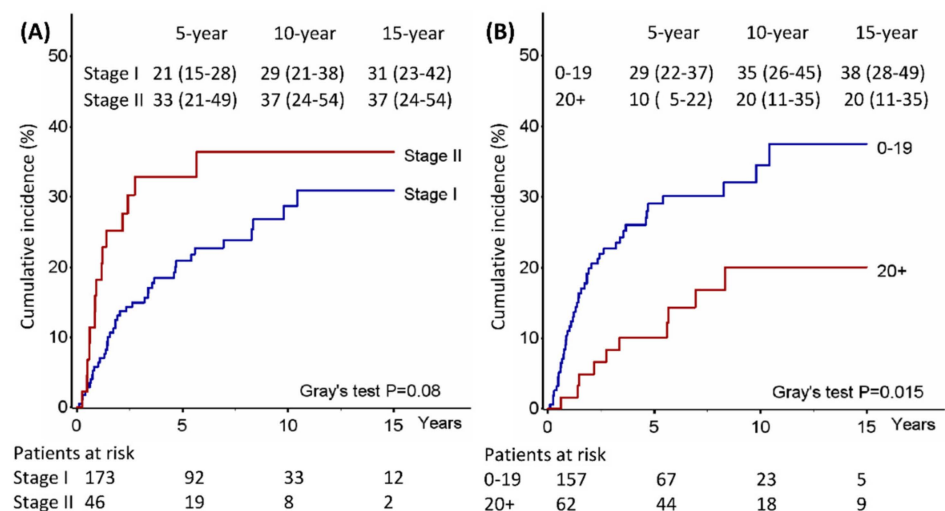 (A)
5-year 10-year 15-year
Stage I 21 (15-28) 29 (21-38) 31 (23-42)
Stage II 33 (21-49) 37 (24-54) 37 (24-54)
Cumulative incidence (%)
50
40
30
20
10
0
Stage II
Stage I
Gray's test P=0.08
0 5 10 15 Years
Patients at risk
Stage I 173 92 33 12
Stage II 46 19 8 2
(B)
5-year 10-year 15-year
0-19 29 (22-37) 35 (26-45) 38 (28-49)
20+ 10 ( 5-22) 20 (11-35) 20 (11-35)
Cumulative incidence (%)
50
40
30
20
10
0
0-19
20+
Gray's test P=0.015
0 5 10 15 Years
Patients at risk
0-19 157 67 23 5
20+ 62 44 18 9